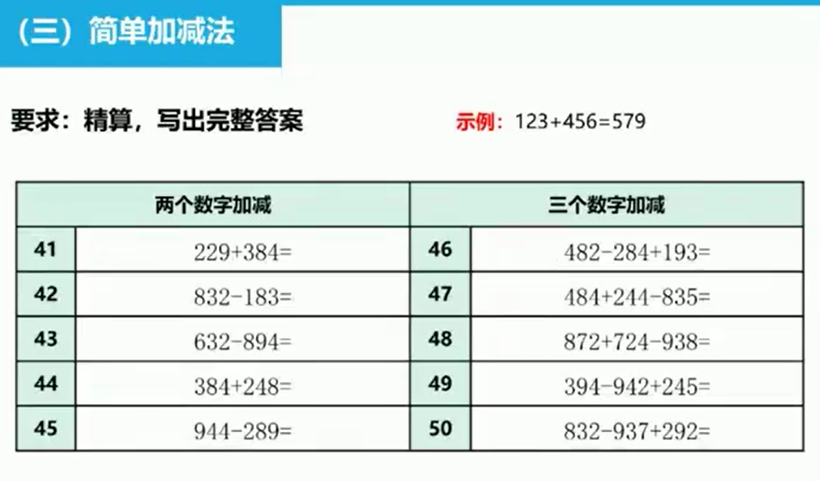 （三）简单加减法
要求：精算，写出完整答案 示例：123+456=579
两个数字加减 三个数字加减
41 229+384= 46 482-284+193=
42 832-183= 47 484+244-835=
43 632-894= 48 872+724-938=
44 384+248= 49 394-942+245=
45 944-289= 50 832-937+292=